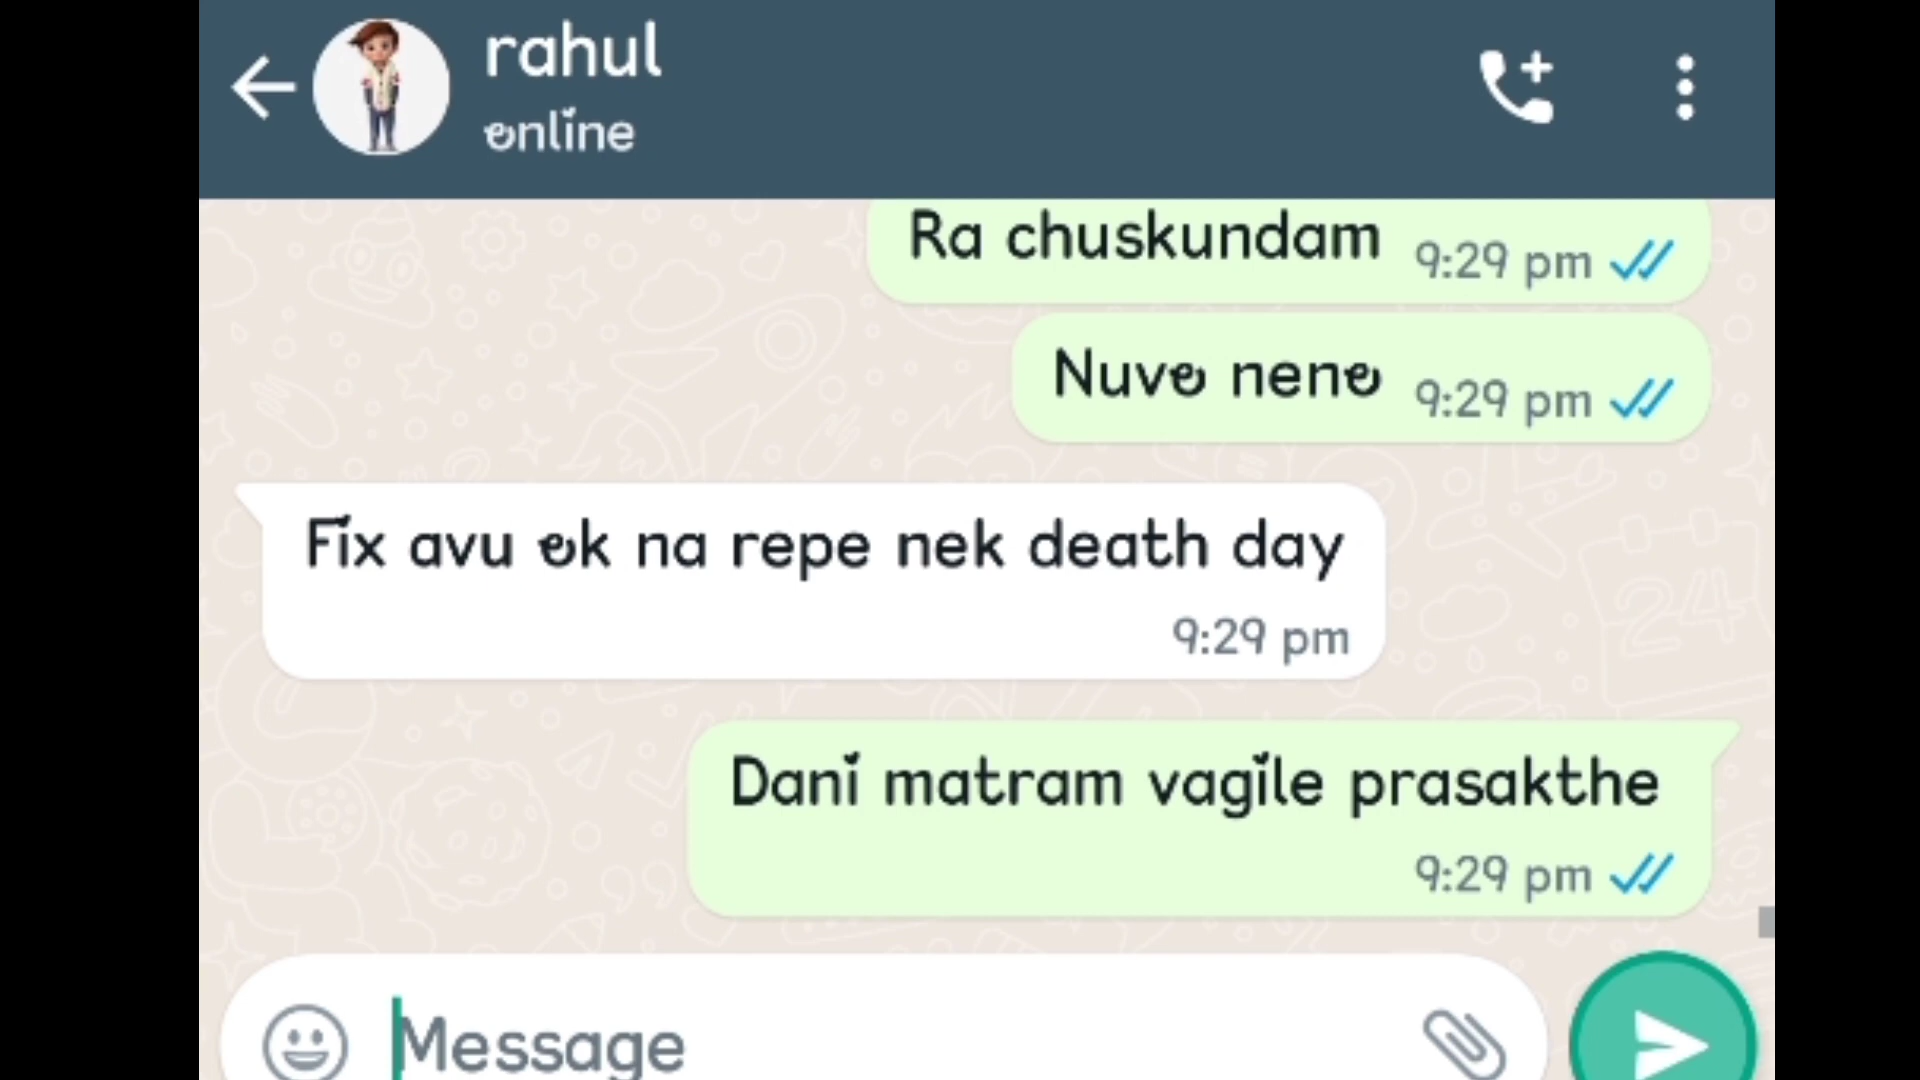 rahul
online
Ra chuskundam 9:29 pm
Nuve nene 9:29 pm
Fix avu ok na repe nek death day
9:29 pm
Dani matram vagile prasakthe
9:29 pm
Message